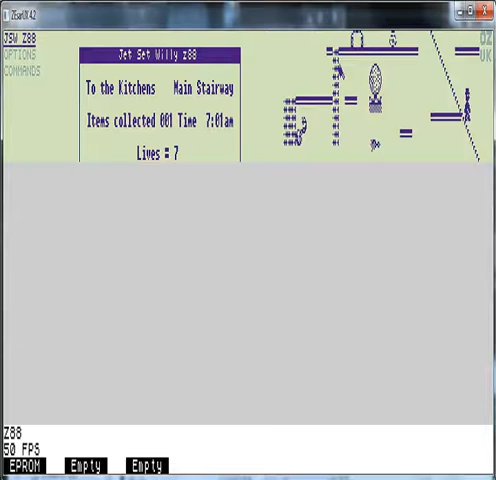 ZEsarUX 4.2
JSW Z88
OPTIONS
COMMANDS
Jet Set Willy z88
To the Kitchens Main Stairway
Items collected 001 Time 7:01am
Lives = 7
OZ
UK
Z88
50 FPS
EPROM Empty Empty